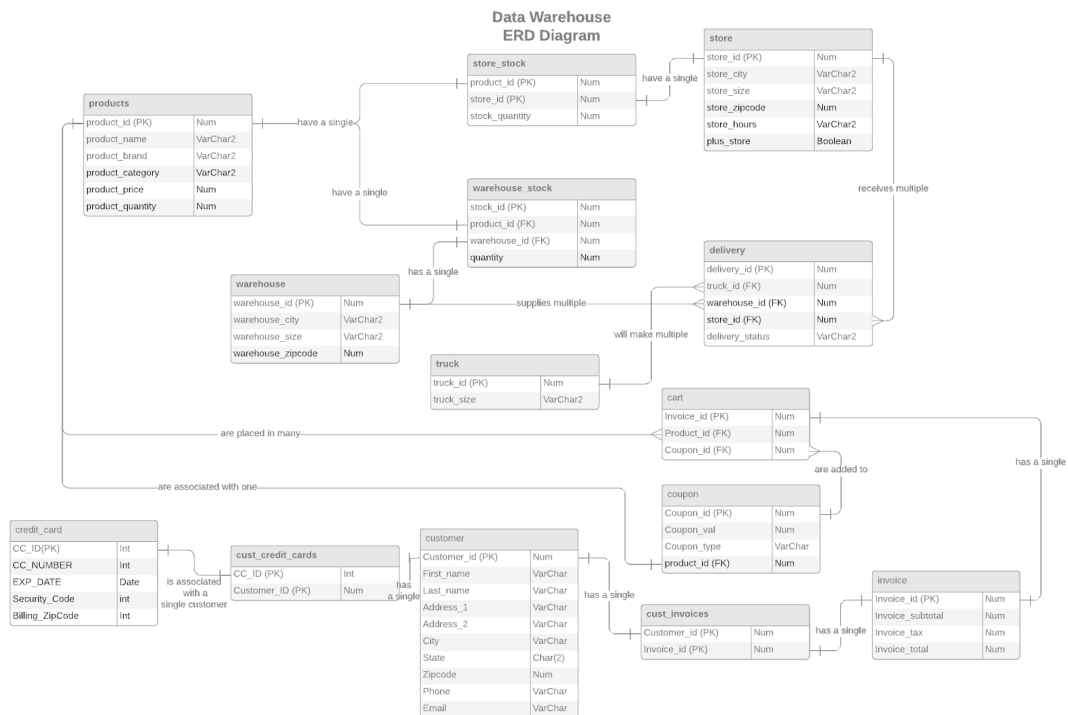 Data Warehouse
ERD Diagram
store
store_id (PK) Num
store_city VarChar2
store_size VarChar2
store_zipcode Num
store_hours VarChar2
plus_store Boolean
store_stock
product_id (PK) Num
store_id (PK) Num
stock_quantity Num
have a single
products
product_id (PK) Num
product_name VarChar2
product_brand VarChar2
product_category VarChar2
product_price Num
product_quantity Num
have a single
have a single
warehouse_stock
stock_id (PK) Num
product_id (FK) Num
warehouse_id (FK) Num
quantity Num
receives multiple
delivery
delivery_id (PK) Num
truck_id (FK) Num
warehouse_id (FK) Num
store_id (FK) Num
delivery_status VarChar2
has a single
warehouse
warehouse_id (PK) Num
warehouse_city VarChar2
warehouse_size VarChar2
warehouse_zipcode Num
supplies multiple
will make multiple
truck
truck_id (PK) Num
truck_size VarChar2
cart
Invoice_id (PK) Num
Product_id (FK) Num
Coupon_id (FK) Num
are placed in many
has a single
are added to
are associated with one
coupon
Coupon_id (PK) Num
Coupon_val Num
Coupon_type VarChar
product_id (FK) Num
credit_card
CC_ID(PK) Int
CC_NUMBER Int
EXP_DATE Date
Security_Code int
Billing_ZipCode Int
is associated
with a
single customer
cust_credit_cards
CC_ID (PK) Int
Customer_ID (PK) Num
has
a single
customer
Customer_id (PK) Num
First_name VarChar
Last_name VarChar
Address_1 VarChar
Address_2 VarChar
City VarChar
State Char(2)
Zipcode Num
Phone VarChar
Email VarChar
has a single
cust_invoices
Customer_id (PK) Num
Invoice_id (PK) Num
has a single
invoice
Invoice_id (PK) Num
Invoice_subtotal Num
Invoice_tax Num
Invoice_total Num